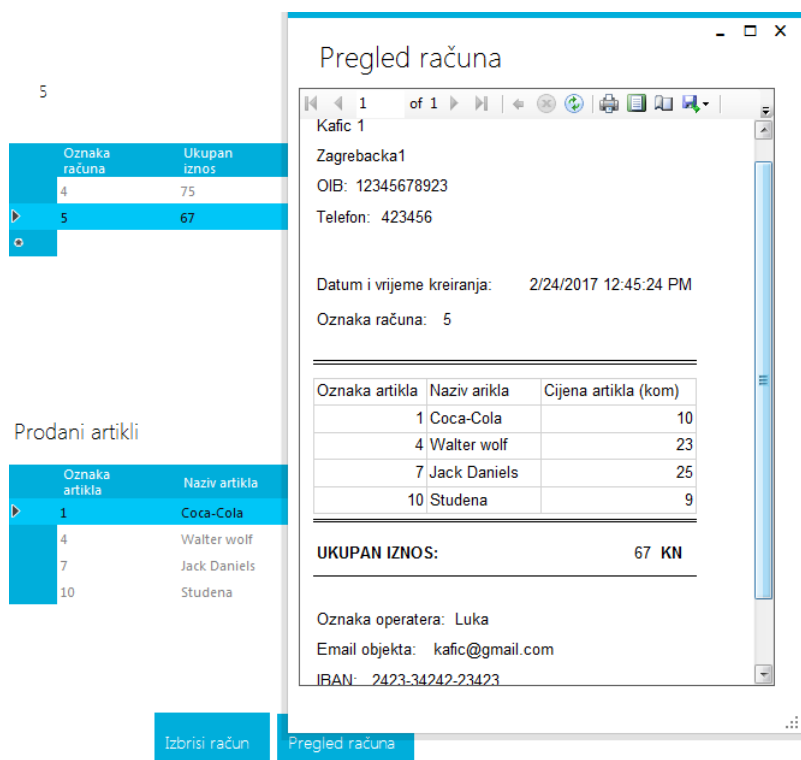 5
Oznaka računa Ukupan iznos
4 75
5 67
Prodani artikli
Oznaka artikla Naziv artikla
1 Coca-Cola
4 Walter wolf
7 Jack Daniels
10 Studena
Izbrisi račun Pregled računa
Pregled računa
1 of 1
Kafic 1
Zagrebacka1
OIB: 12345678923
Telefon: 423456
Datum i vrijeme kreiranja: 2/24/2017 12:45:24 PM
Oznaka računa: 5
Oznaka artikla Naziv arikla Cijena artikla (kom)
1 Coca-Cola 10
4 Walter wolf 23
7 Jack Daniels 25
10 Studena 9
UKUPAN IZNOS: 67 KN
Oznaka operatera: Luka
Email objekta: kafic@gmail.com
IBAN: 2423-34242-23423